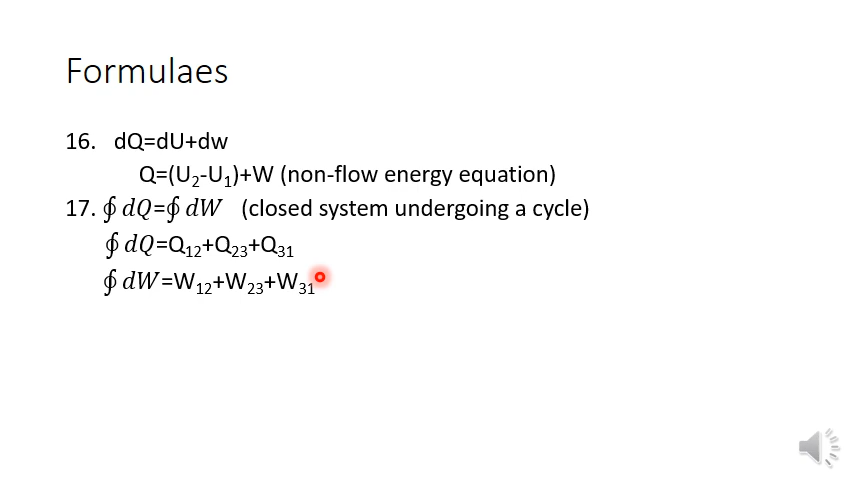 Formulaes
16. dQ=dU+dw
Q=(U₂-U₁)+W (non-flow energy equation)
17. ∮ 𝑑𝑄=∮ 𝑑𝑊 (closed system undergoing a cycle)
∮ 𝑑𝑄=Q₁₂+Q₂₃+Q₃₁
∮ 𝑑𝑊=W₁₂+W₂₃+W₃₁